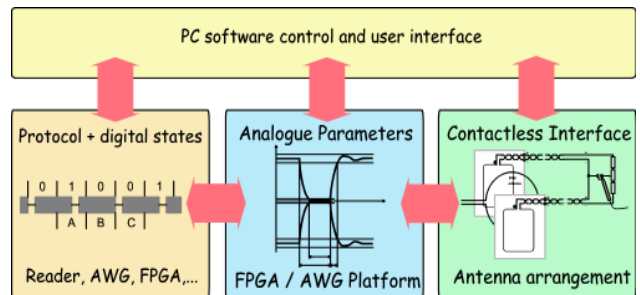 PC software control and user interface
Protocol + digital states
0 1 0 0 1
A B C
Reader, AWG, FPGA,...
Analogue Parameters
FPGA / AWG Platform
Contactless Interface
Antenna arrangement